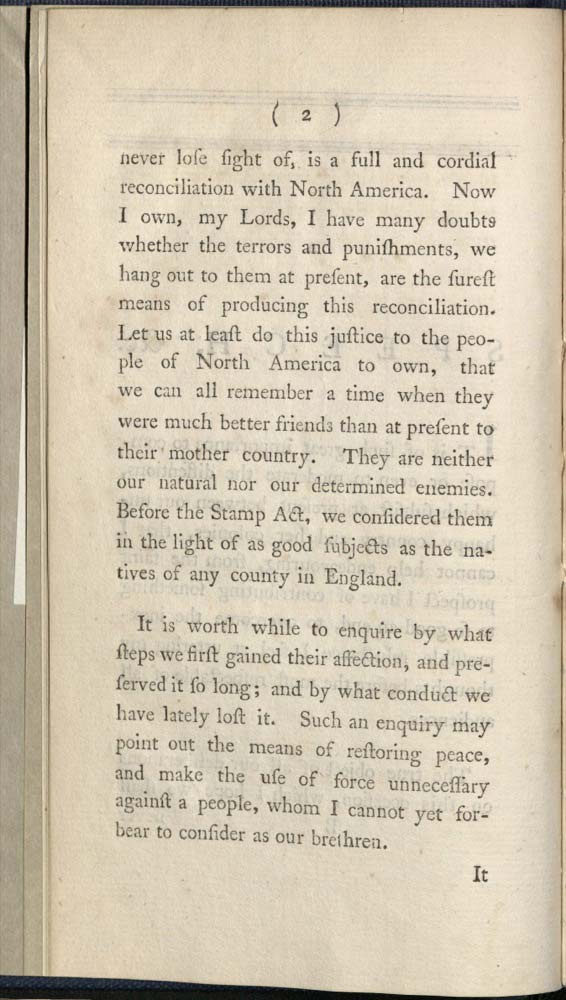 ( 2 )
never loſe ſight of, is a full and cordial
reconciliation with North America. Now
I own, my Lords, I have many doubts
whether the terrors and puniſhments, we
hang out to them at preſent, are the ſureſt
means of producing this reconciliation.
Let us at leaſt do this juſtice to the peo-
ple of North America to own, that
we can all remember a time when they
were much better friends than at preſent to
their mother country. They are neither
our natural nor our determined enemies.
Before the Stamp Act, we conſidered them
in the light of as good ſubjects as the na-
tives of any county in England.
It is worth while to enquire by what
ſteps we firſt gained their affection, and pre-
ſerved it ſo long; and by what conduct we
have lately loſt it. Such an enquiry may
point out the means of reſtoring peace,
and make the uſe of force unneceſſary
againſt a people, whom I cannot yet for-
bear to conſider as our brethren.
It